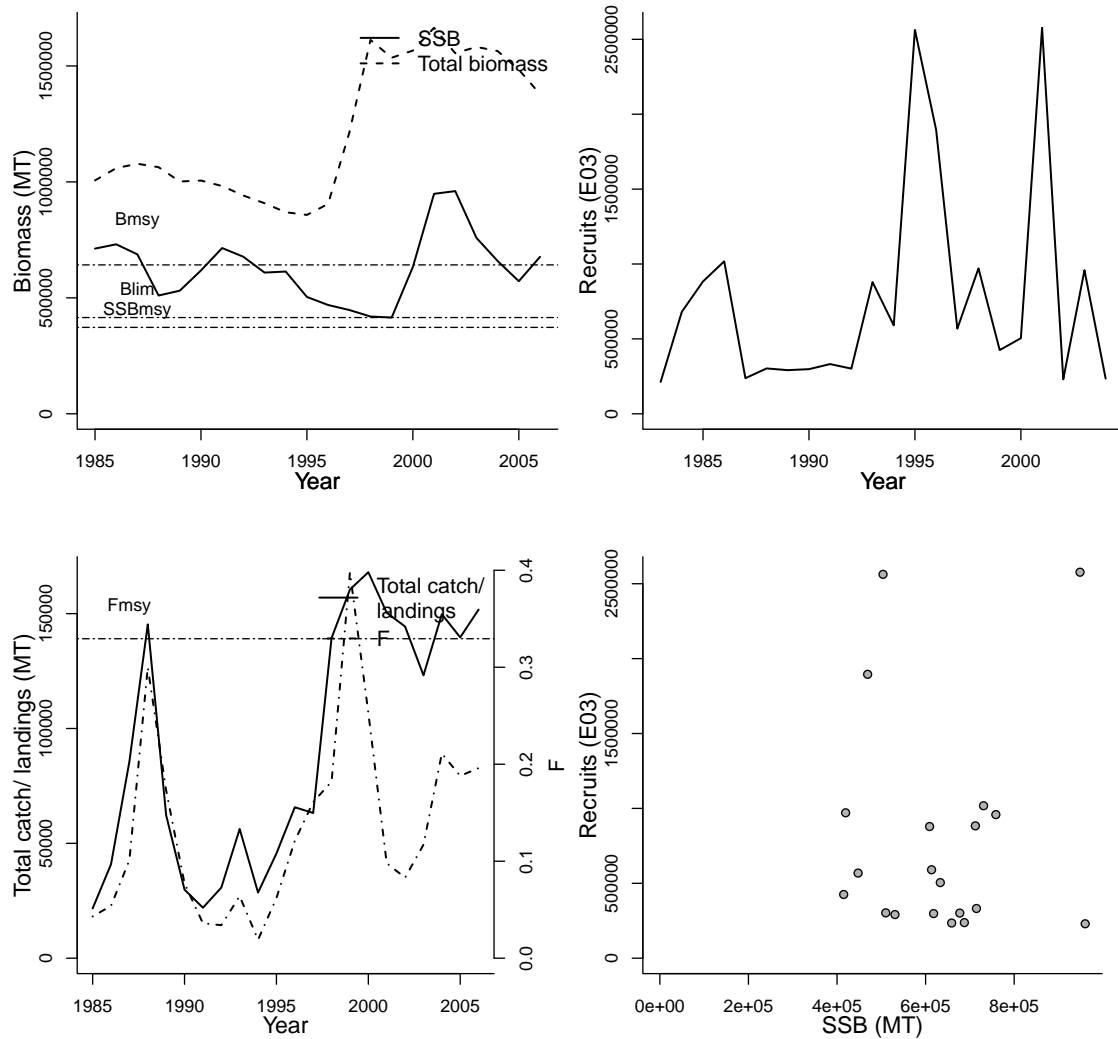 Biomass (MT)
0
500000
1000000
1500000
SSB
Total biomass
Bmsy
Blim
SSBmsy
1985
1990
1995
2000
2005
Year
Recruits (E03)
0
500000
1500000
2500000
1985
1990
1995
2000
Year
Total catch/ landings (MT)
0
50000
100000
150000
Fmsy
Total catch/
landings
F
0.0
0.1
0.2
0.3
0.4
F
1985
1990
1995
2000
2005
Year
Recruits (E03)
0
500000
1500000
2500000
0e+00
2e+05
4e+05
6e+05
8e+05
SSB (MT)